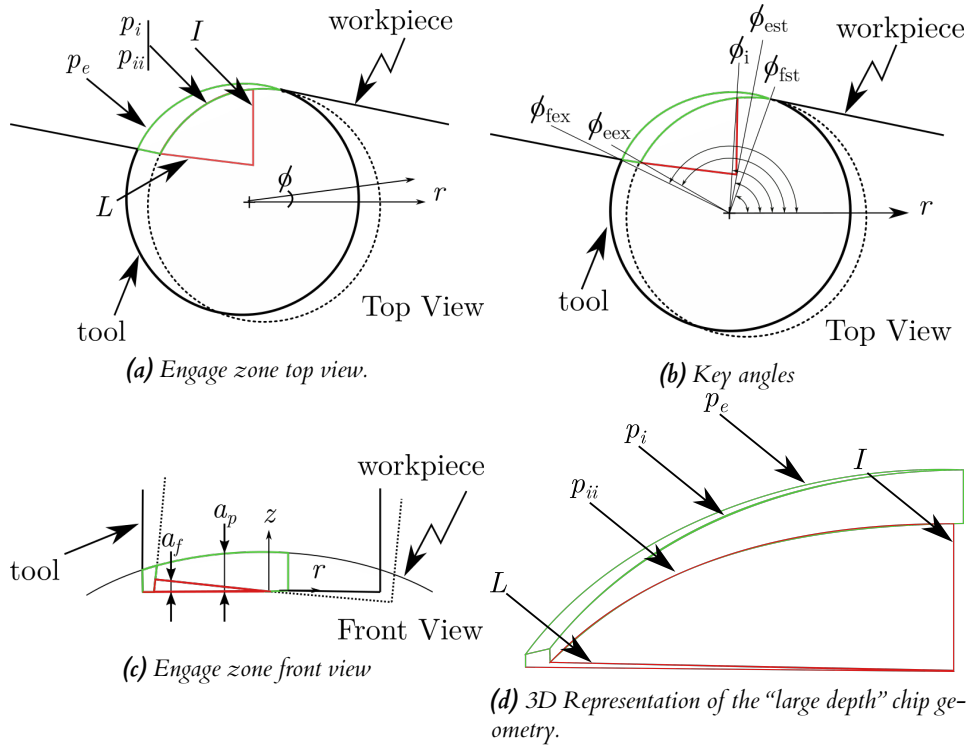 p_i
p_ii
I
workpiece
p_e
L
ϕ
r
tool
Top View
(a) Engage zone top view.
ϕ_est
ϕ_i
ϕ_fst
workpiece
ϕ_fex
ϕ_eex
r
tool
Top View
(b) Key angles
workpiece
a_p
z
a_f
tool
r
Front View
(c) Engage zone front view
p_e
p_i
I
p_ii
L
(d) 3D Representation of the “large depth” chip ge-
ometry.